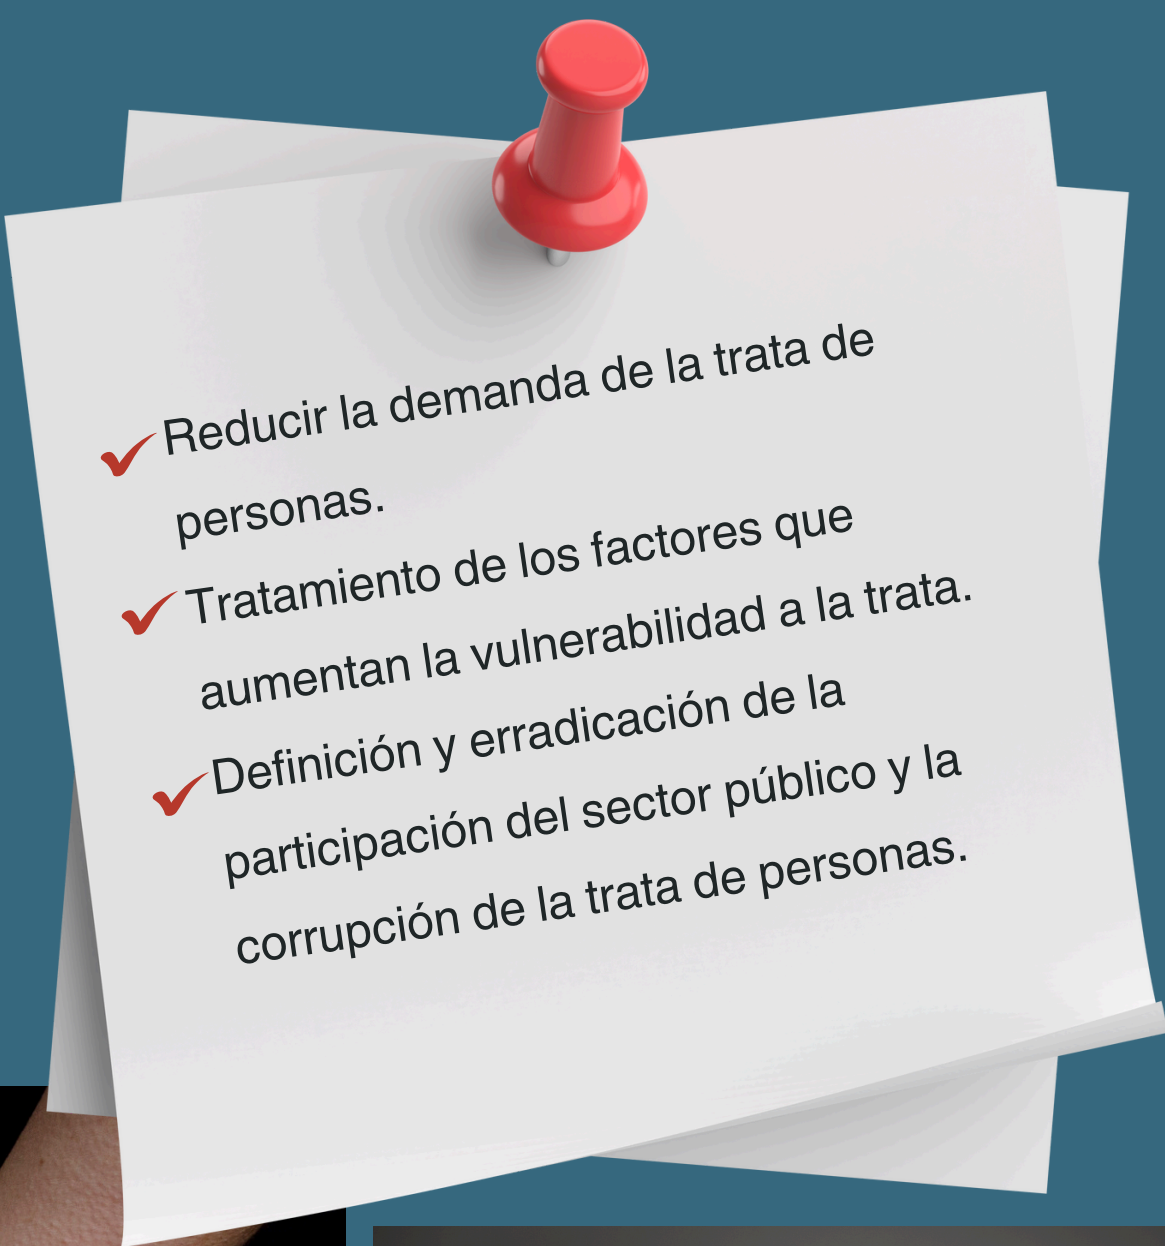 Reducir la demanda de la trata de
personas.
Tratamiento de los factores que
aumentan la vulnerabilidad a la trata.
Definición y erradicación de la
participación del sector público y la
corrupción de la trata de personas.